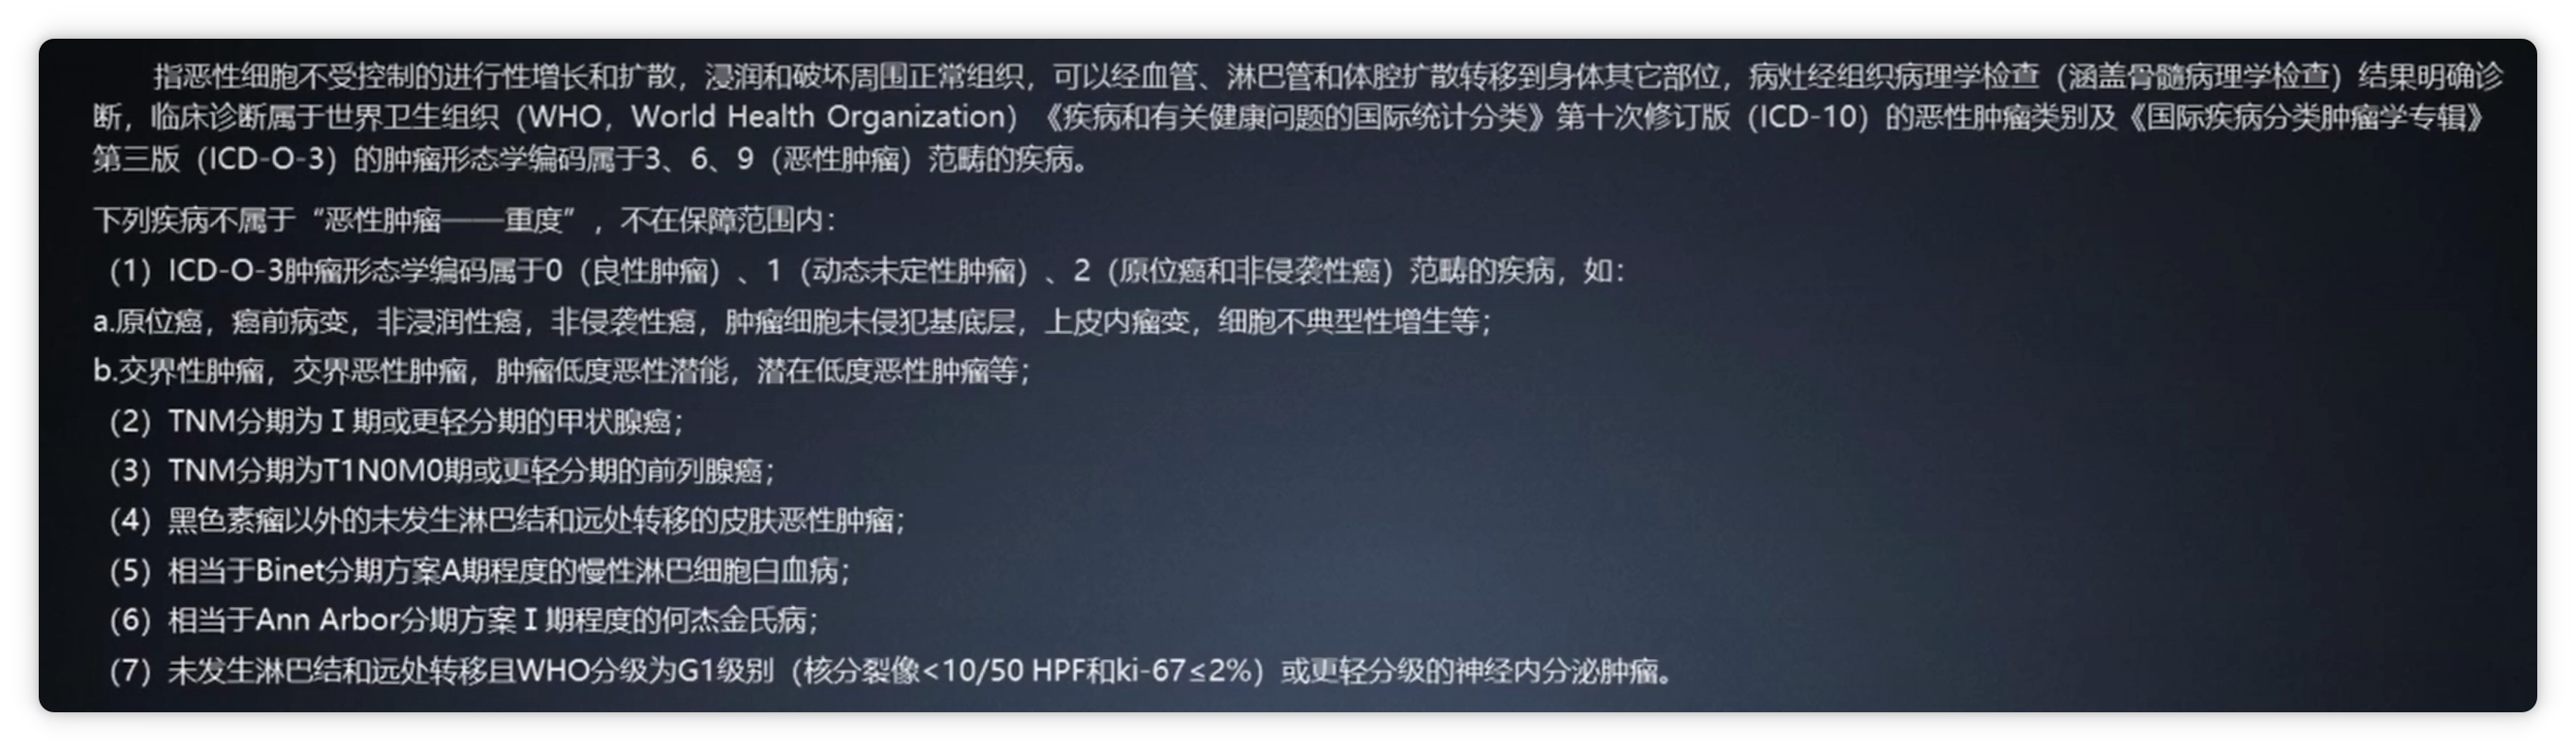 指恶性细胞不受控制的进行性增长和扩散，浸润和破坏周围正常组织，可以经血管、淋巴管和体腔扩散转移到身体其它部位，病灶经组织病理学检查（涵盖骨髓病理学检查）结果明确诊
断，临床诊断属于世界卫生组织（WHO，World Health Organization）《疾病和有关健康问题的国际统计分类》第十次修订版（ICD-10）的恶性肿瘤类别及《国际疾病分类肿瘤学专辑》
第三版（ICD-O-3）的肿瘤形态学编码属于3、6、9（恶性肿瘤）范畴的疾病。
下列疾病不属于“恶性肿瘤——重度”，不在保障范围内：
（1）ICD-O-3肿瘤形态学编码属于0（良性肿瘤）、1（动态未定性肿瘤）、2（原位癌和非侵袭性癌）范畴的疾病，如：
a.原位癌，癌前病变，非浸润性癌，非侵袭性癌，肿瘤细胞未侵犯基底层，上皮内瘤变，细胞不典型性增生等；
b.交界性肿瘤，交界恶性肿瘤，肿瘤低度恶性潜能，潜在低度恶性肿瘤等；
（2）TNM分期为Ⅰ期或更轻分期的甲状腺癌；
（3）TNM分期为T1N0M0期或更轻分期的前列腺癌；
（4）黑色素瘤以外的未发生淋巴结和远处转移的皮肤恶性肿瘤；
（5）相当于Binet分期方案A期程度的慢性淋巴细胞白血病；
（6）相当于Ann Arbor分期方案Ⅰ期程度的何杰金氏病；
（7）未发生淋巴结和远处转移且WHO分级为G1级别（核分裂像<10/50 HPF和ki-67≤2%）或更轻分级的神经内分泌肿瘤。